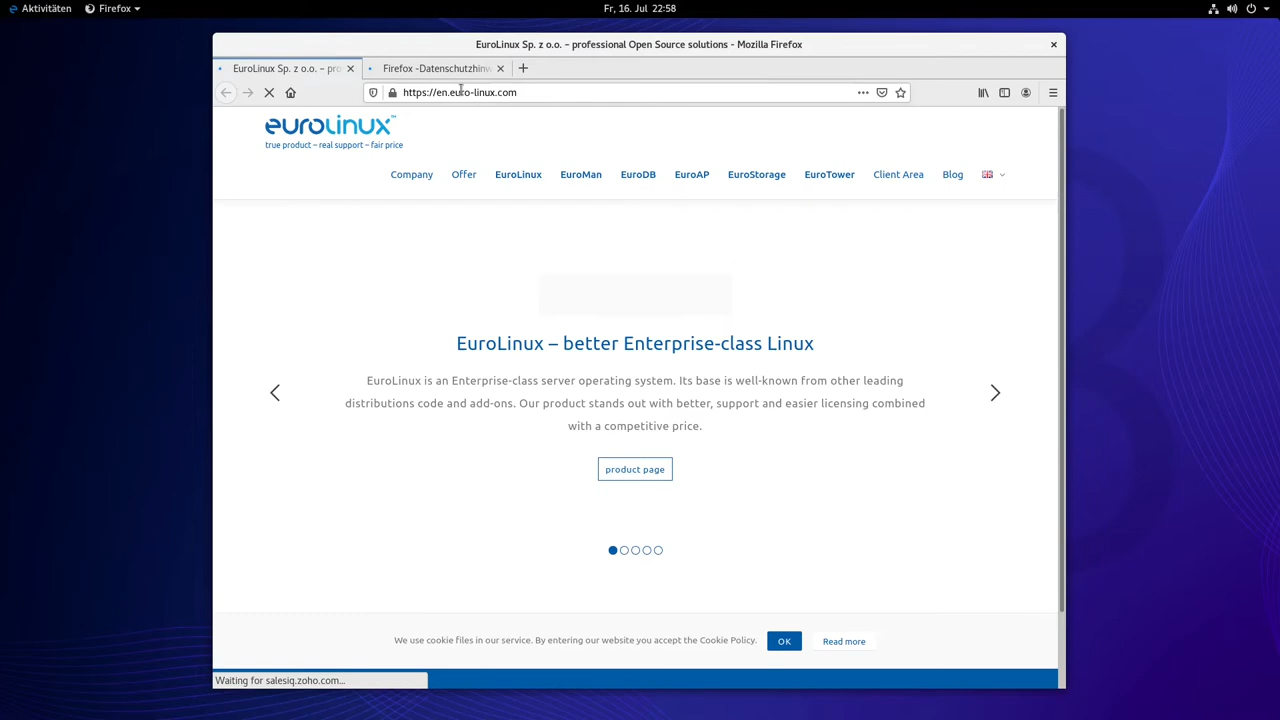 Aktivitäten
Firefox
Fr, 16. Jul 22:58
EuroLinux Sp. z o.o. – professional Open Source solutions - Mozilla Firefox
EuroLinux Sp. z o.o. – pro
Firefox -Datenschutzhinw
https://en.euro-linux.com
eurolinux™
true product – real support – fair price
Company Offer EuroLinux EuroMan EuroDB EuroAP EuroStorage EuroTower Client Area Blog
EuroLinux – better Enterprise-class Linux
EuroLinux is an Enterprise-class server operating system. Its base is well-known from other leading
distributions code and add-ons. Our product stands out with better, support and easier licensing combined
with a competitive price.
product page
We use cookie files in our service. By entering our website you accept the Cookie Policy.
OK
Read more
Waiting for salesiq.zoho.com...